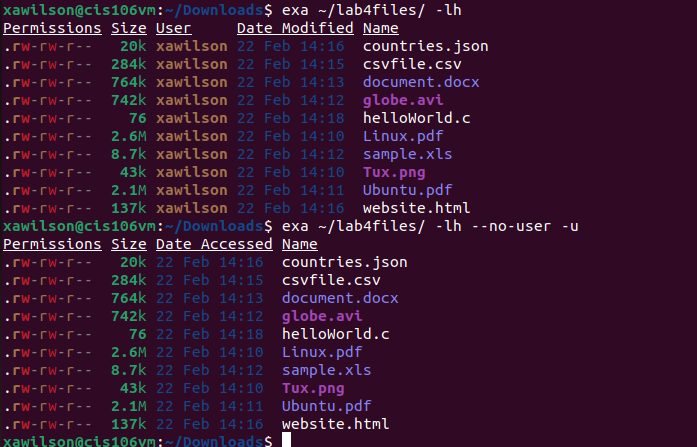 xawilson@cis106vm:~/Downloads$ exa ~/lab4files/ -lh
Permissions Size User     Date Modified Name
.rw-rw-r--   20k xawilson 22 Feb 14:16  countries.json
.rw-rw-r--  284k xawilson 22 Feb 14:15  csvfile.csv
.rw-rw-r--  764k xawilson 22 Feb 14:13  document.docx
.rw-rw-r--  742k xawilson 22 Feb 14:12  globe.avi
.rw-rw-r--    76 xawilson 22 Feb 14:18  helloWorld.c
.rw-rw-r--  2.6M xawilson 22 Feb 14:10  Linux.pdf
.rw-rw-r--  8.7k xawilson 22 Feb 14:12  sample.xls
.rw-rw-r--   43k xawilson 22 Feb 14:10  Tux.png
.rw-rw-r--  2.1M xawilson 22 Feb 14:11  Ubuntu.pdf
.rw-rw-r--  137k xawilson 22 Feb 14:16  website.html
xawilson@cis106vm:~/Downloads$ exa ~/lab4files/ -lh --no-user -u
Permissions Size Date Accessed Name
.rw-rw-r--   20k 22 Feb 14:16  countries.json
.rw-rw-r--  284k 22 Feb 14:15  csvfile.csv
.rw-rw-r--  764k 22 Feb 14:13  document.docx
.rw-rw-r--  742k 22 Feb 14:12  globe.avi
.rw-rw-r--    76 22 Feb 14:18  helloWorld.c
.rw-rw-r--  2.6M 22 Feb 14:10  Linux.pdf
.rw-rw-r--  8.7k 22 Feb 14:12  sample.xls
.rw-rw-r--   43k 22 Feb 14:10  Tux.png
.rw-rw-r--  2.1M 22 Feb 14:11  Ubuntu.pdf
.rw-rw-r--  137k 22 Feb 14:16  website.html
xawilson@cis106vm:~/Downloads$